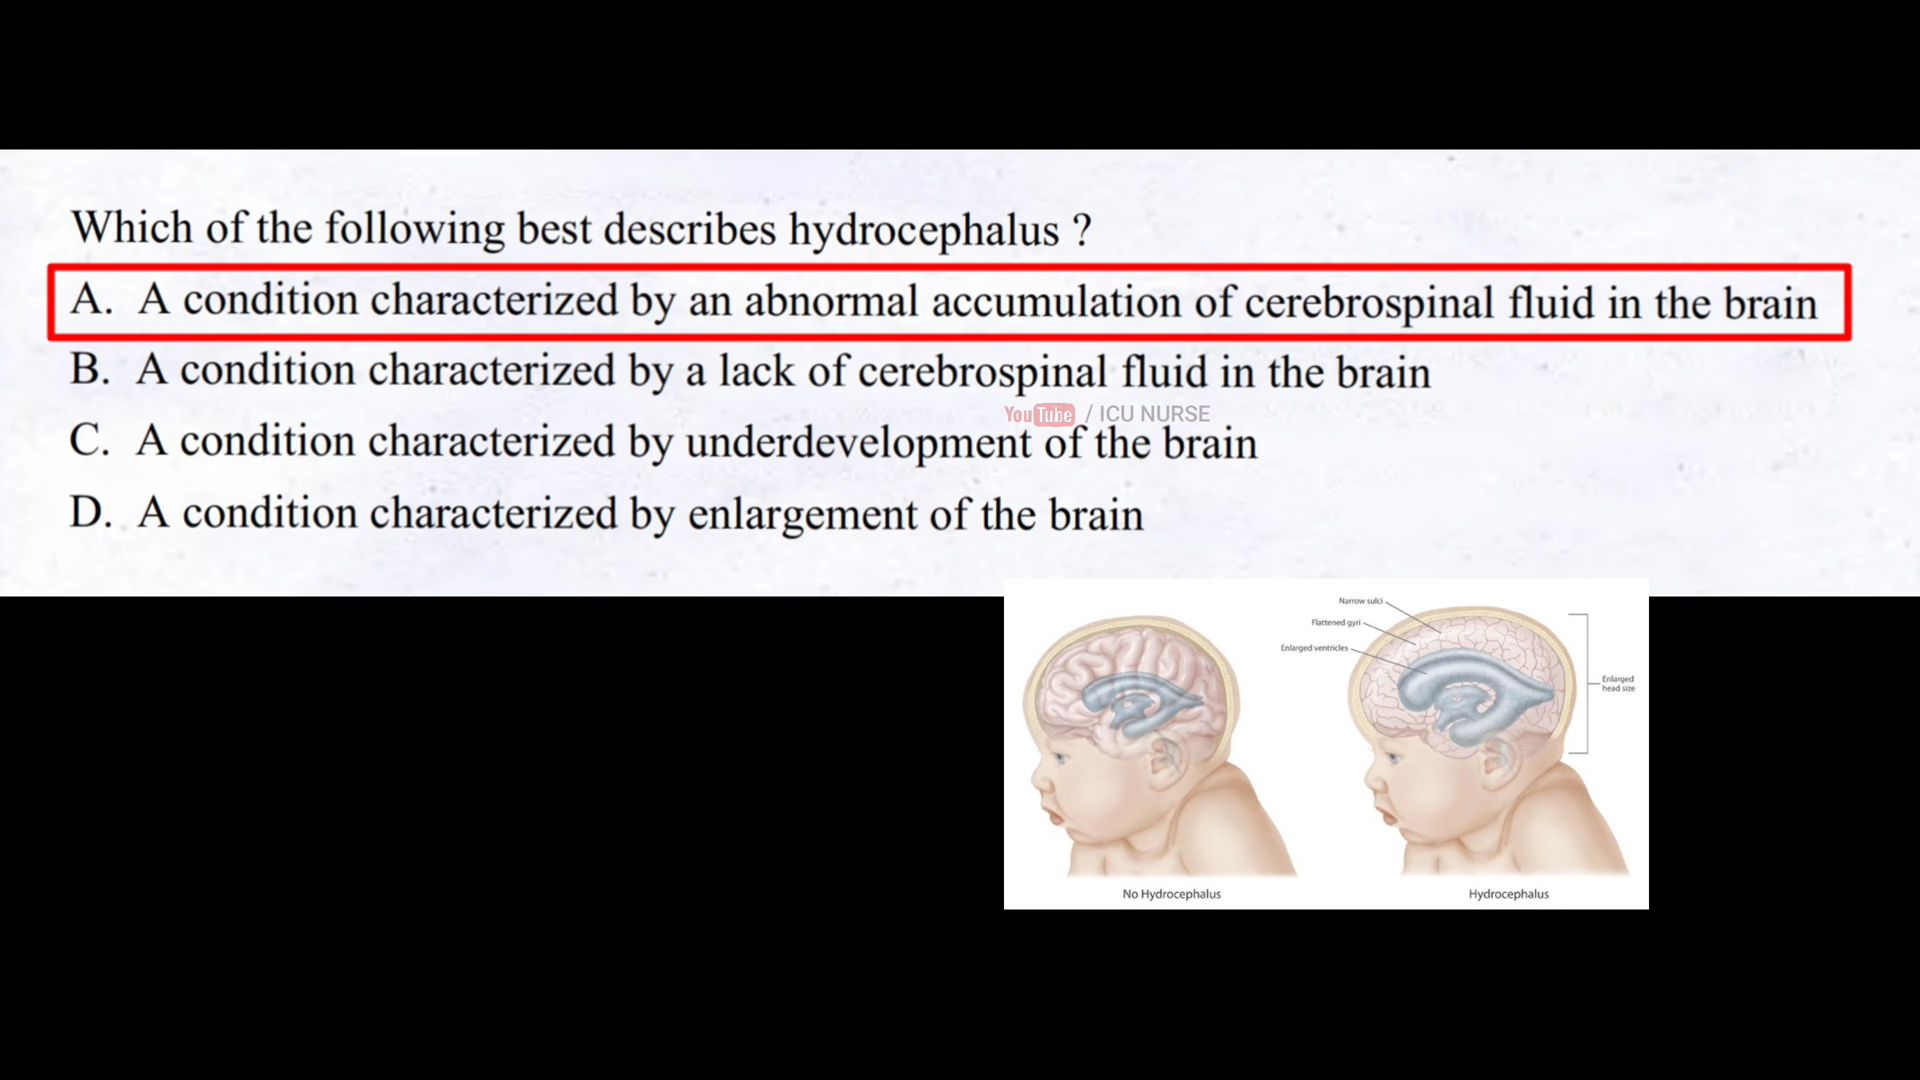 Which of the following best describes hydrocephalus ?
A. A condition characterized by an abnormal accumulation of cerebrospinal fluid in the brain
B. A condition characterized by a lack of cerebrospinal fluid in the brain
YouTube / ICU NURSE
C. A condition characterized by underdevelopment of the brain
D. A condition characterized by enlargement of the brain
Narrow sulci
Flattened gyri
Enlarged ventricles
Enlarged
head size
No Hydrocephalus
Hydrocephalus